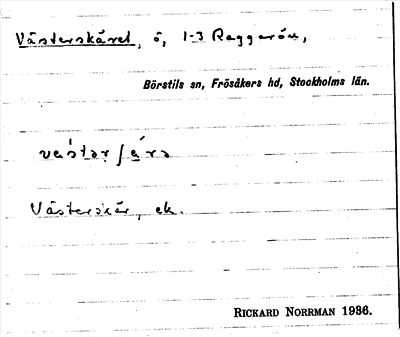 Västerskäret, ö, 1-3 Raggarön,
Börstils sn, Frösåkers hd, Stockholms län.
Västerskär, ek.
RICKARD NORRMAN 1936.